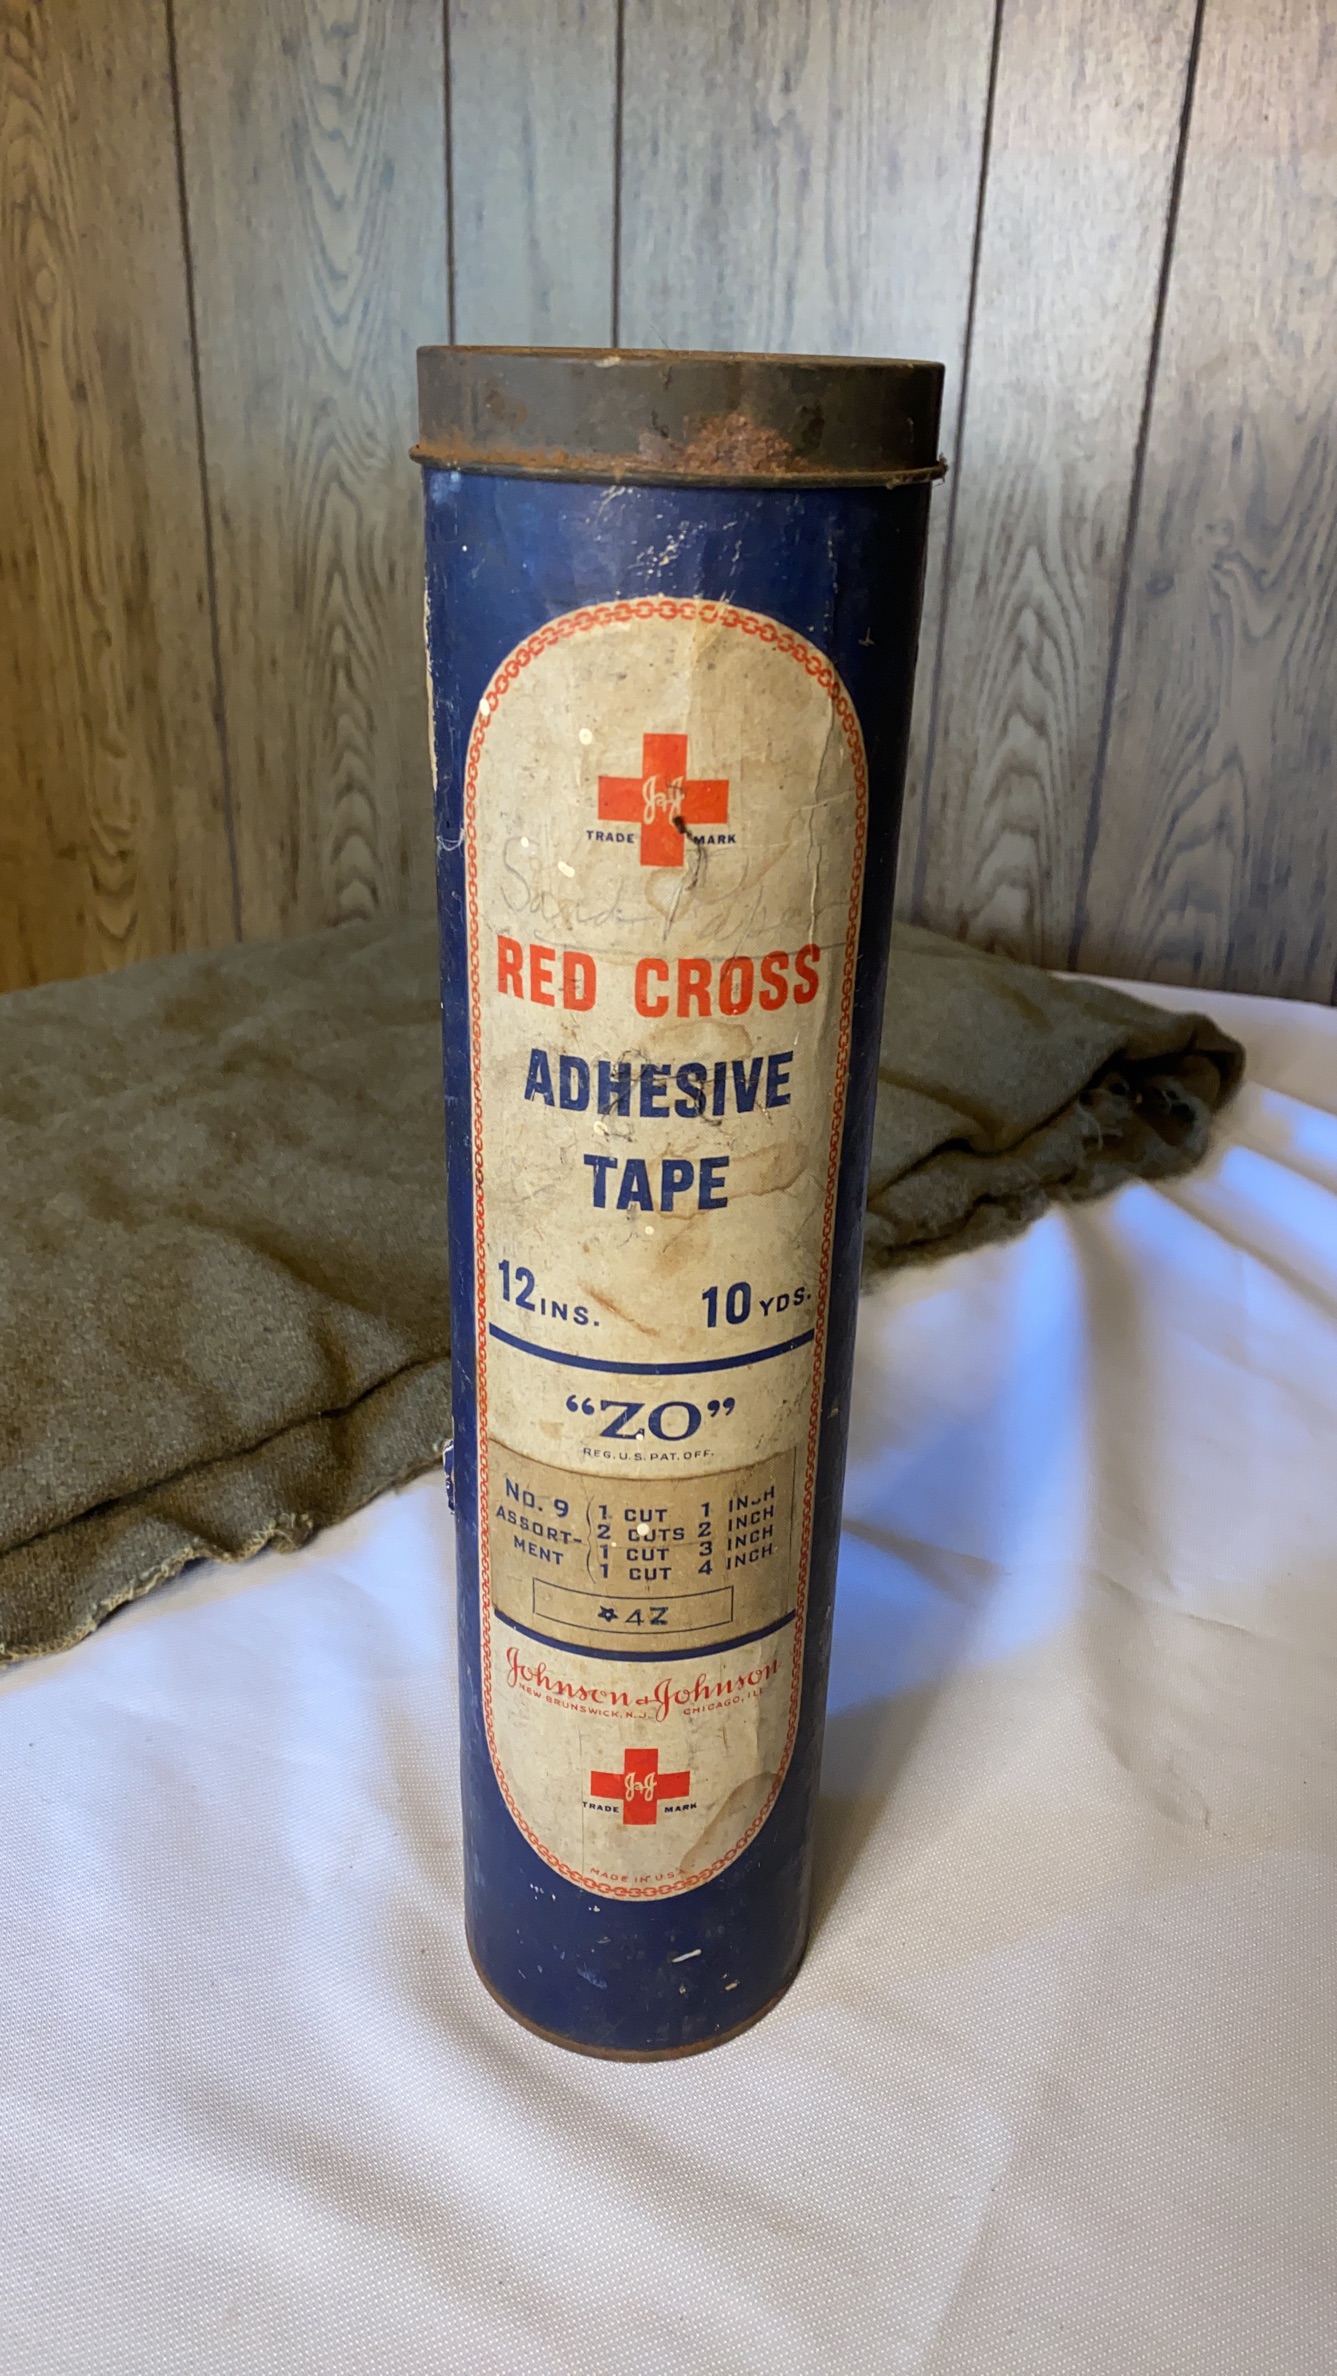 J&J
TRADE MARK
Sand Paper
RED CROSS
ADHESIVE
TAPE
12 INS. 10 YDS.
“ZO”
REG. U.S. PAT. OFF.
NO. 9 ASSORT-MENT
1 CUT 1 INCH
2 CUTS 2 INCH
1 CUT 3 INCH
1 CUT 4 INCH
★4Z
Johnson & Johnson
NEW BRUNSWICK, N.J. CHICAGO, ILL.
J&J
TRADE MARK
MADE IN U.S.A.